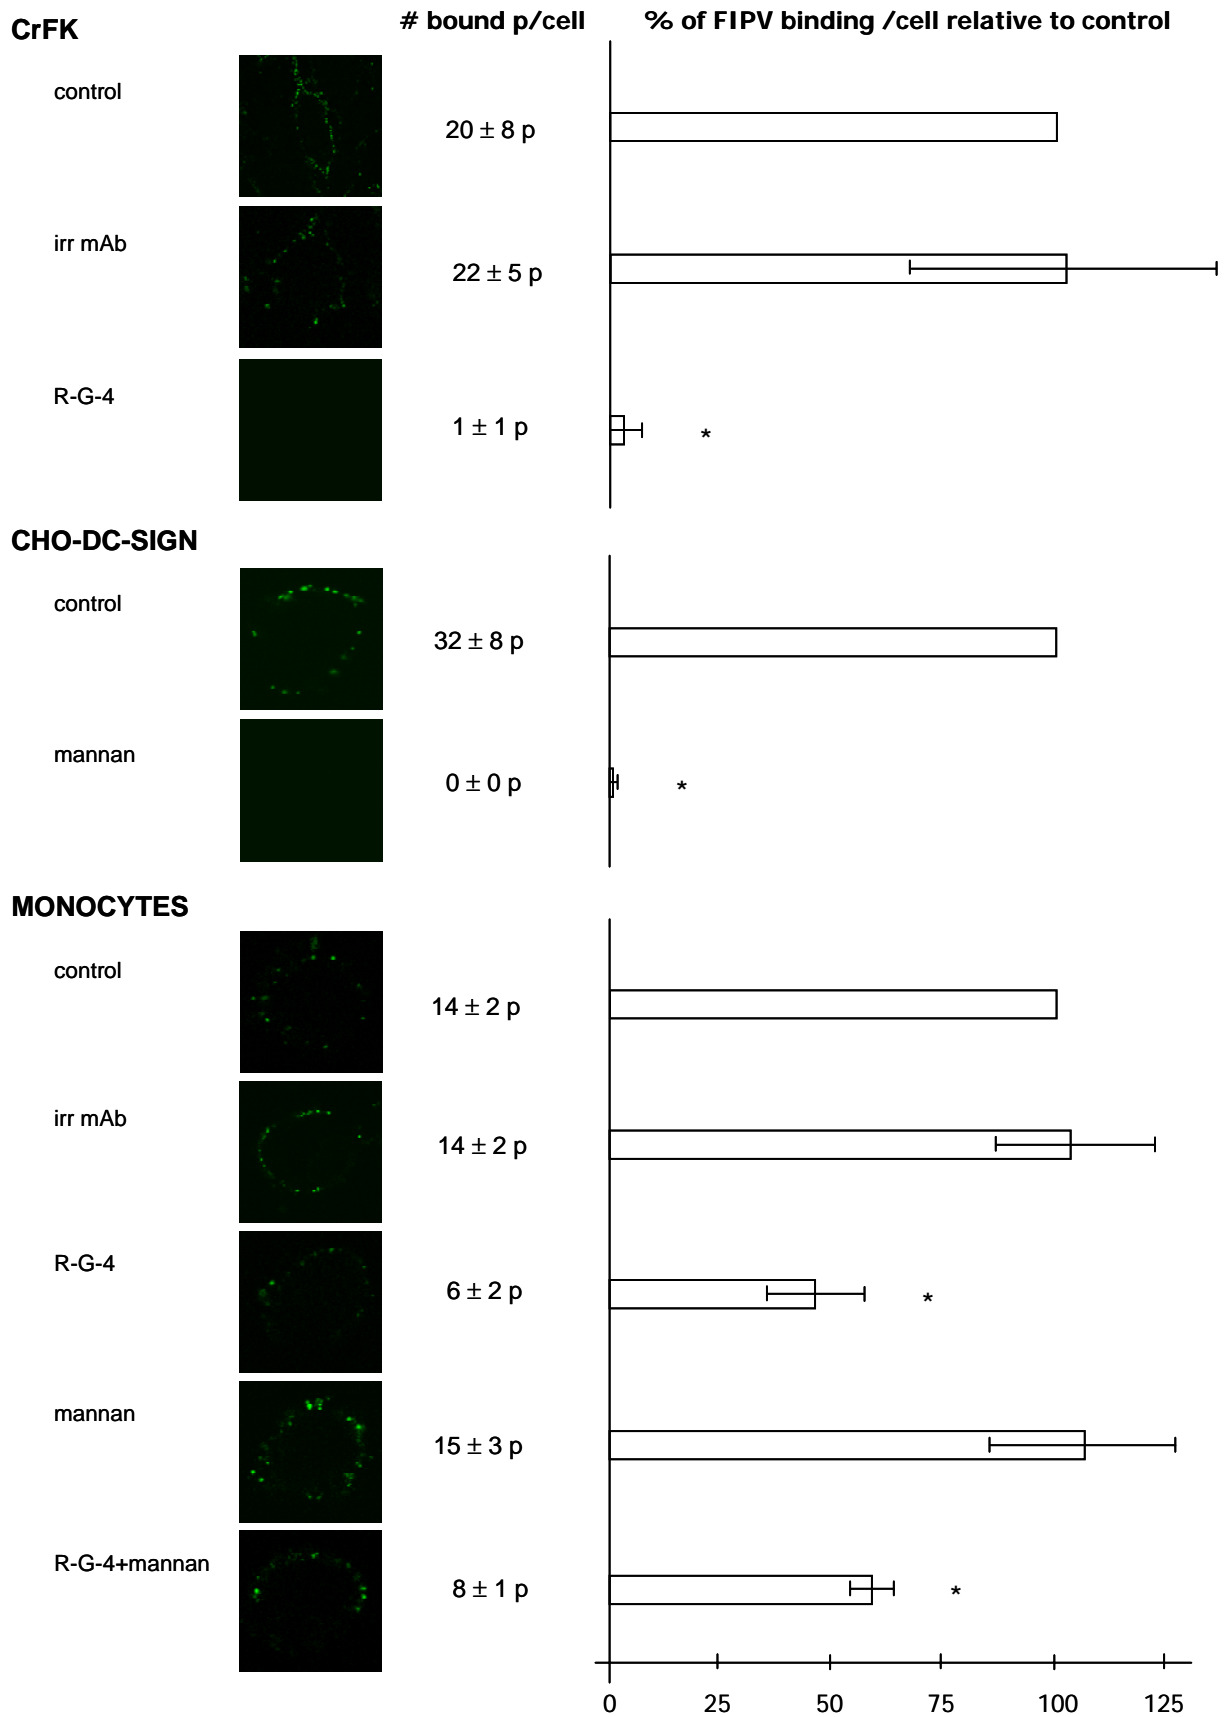 CrFK # bound p/cell % of FIPV binding /cell relative to control
control 20 ± 8 p
irr mAb 22 ± 5 p
R-G-4 1 ± 1 p *
CHO-DC-SIGN
control 32 ± 8 p
mannan 0 ± 0 p *
MONOCYTES
control 14 ± 2 p
irr mAb 14 ± 2 p
R-G-4 6 ± 2 p *
mannan 15 ± 3 p
R-G-4+mannan 8 ± 1 p *
0 25 50 75 100 125